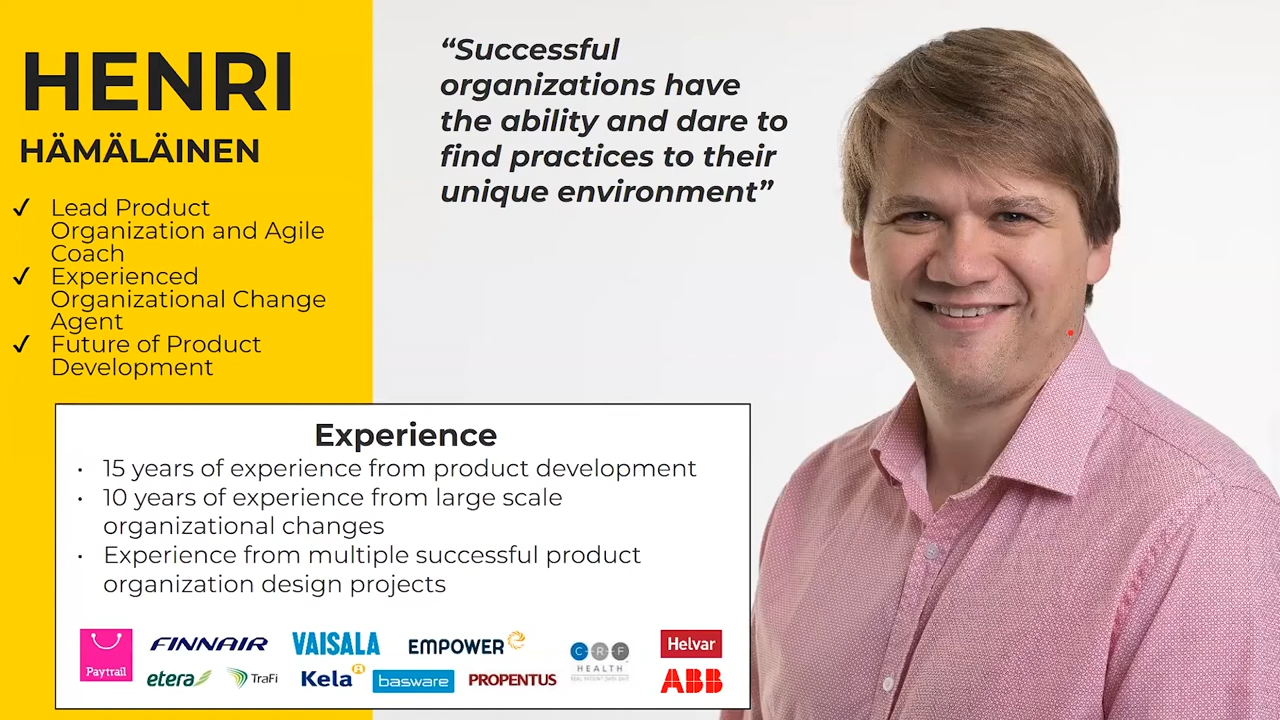 HENRI
HÄMÄLÄINEN
✓ Lead Product
Organization and Agile
Coach
✓ Experienced
Organizational Change
Agent
✓ Future of Product
Development
“Successful
organizations have
the ability and dare to
find practices to their
unique environment”
Experience
• 15 years of experience from product development
• 10 years of experience from large scale
organizational changes
• Experience from multiple successful product
organization design projects
Paytrail
FINNAIR
VAISALA
EMPOWER
CRF
HEALTH
Helvar
etera
TraFi
Kela
basware
PROPENTUS
ABB